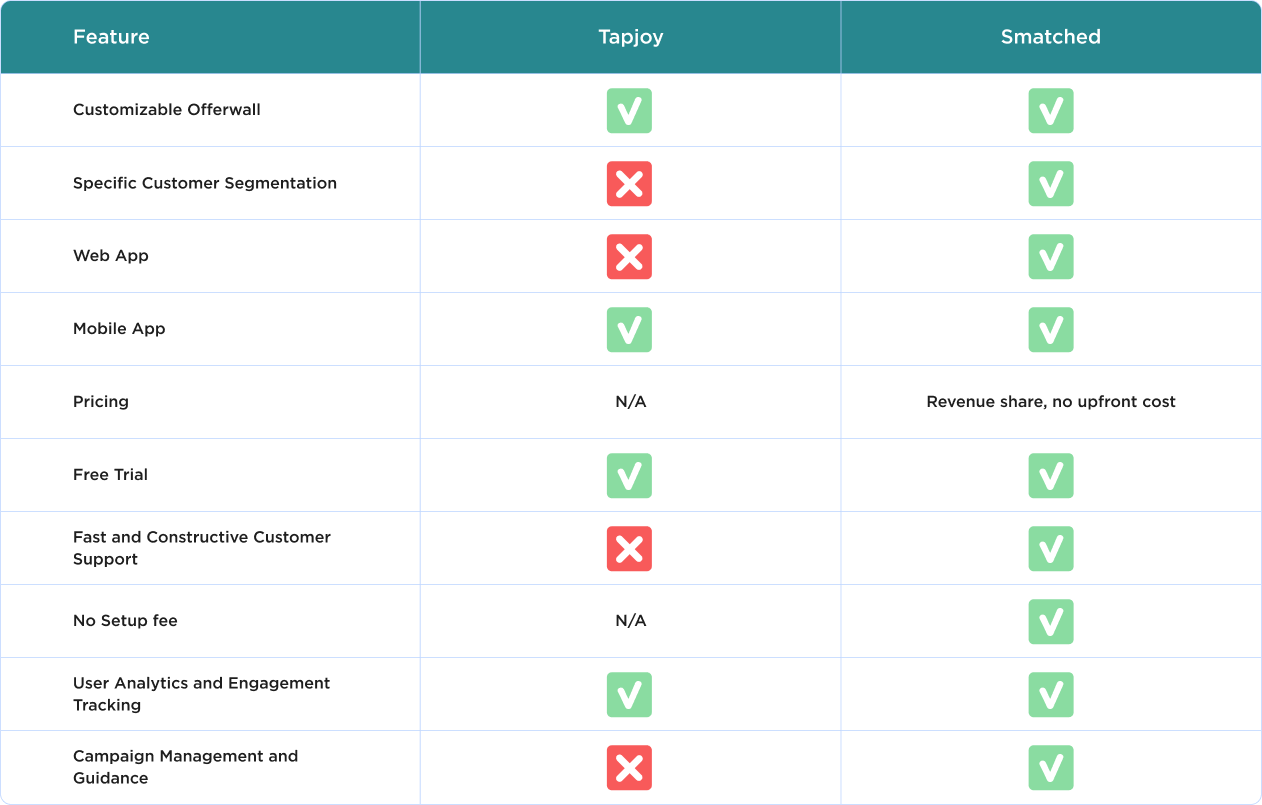 Feature Tapjoy Smatched
Customizable Offerwall
Specific Customer Segmentation
Web App
Mobile App
Pricing N/A Revenue share, no upfront cost
Free Trial
Fast and Constructive Customer
Support
No Setup fee N/A
User Analytics and Engagement
Tracking
Campaign Management and
Guidance